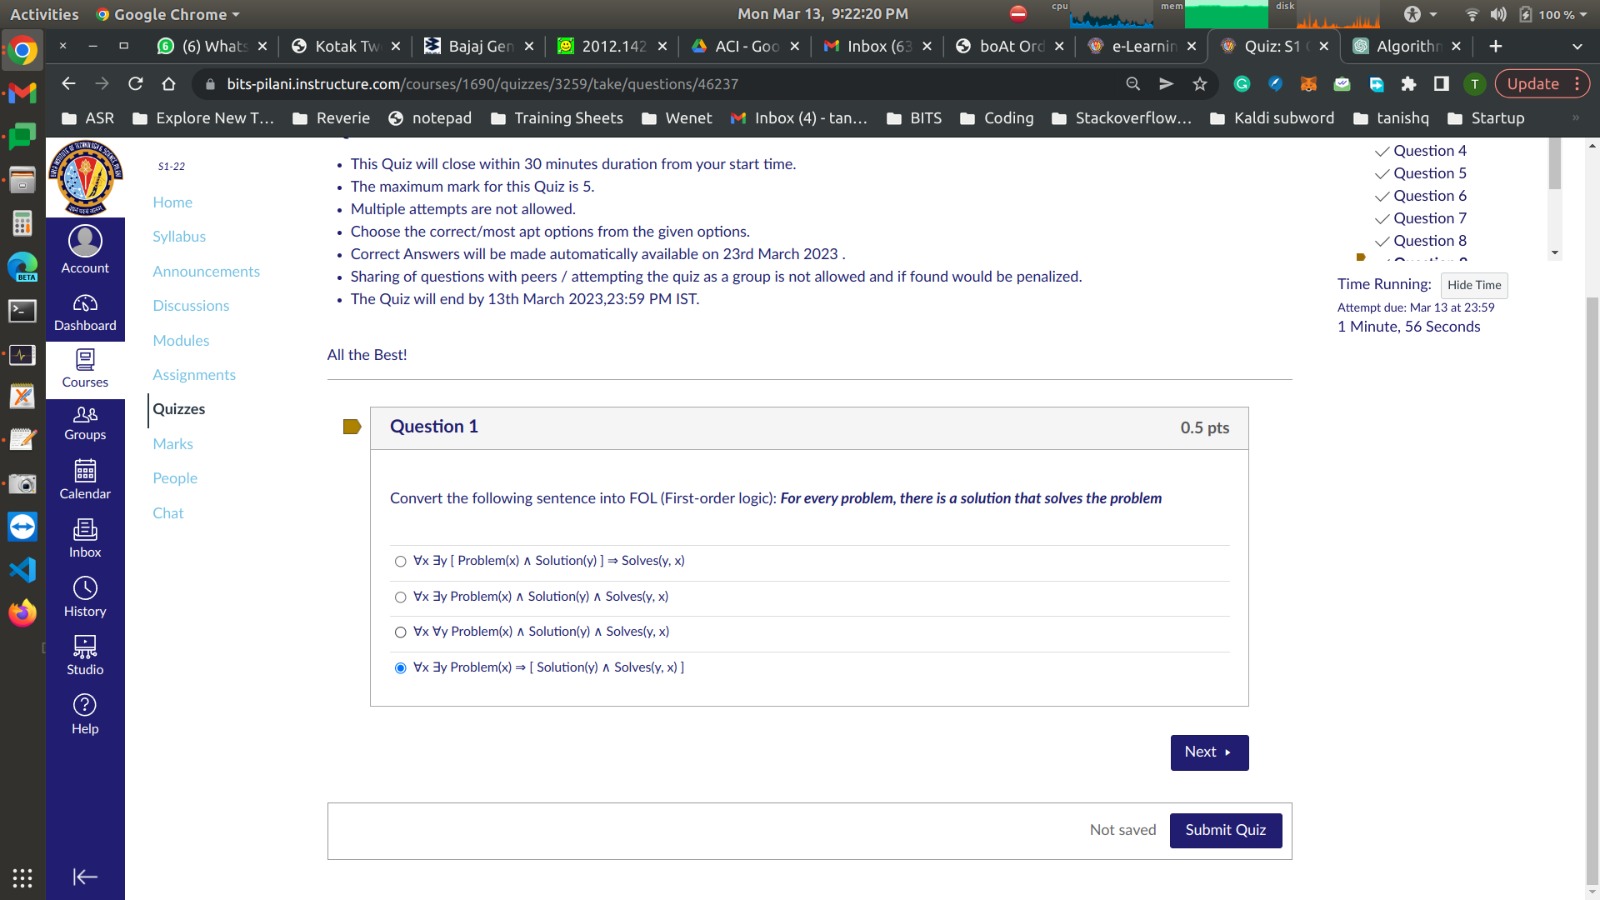 Activities Google Chrome Mon Mar 13, 9:22:20 PM cpu mem disk 100 %
(6) Whats Kotak Tw Bajaj Gen 2012.142 ACI - Goo Inbox (63 boAt Ord e-Learnin Quiz: S1 Algorithm
bits-pilani.instructure.com/courses/1690/quizzes/3259/take/questions/46237 T Update
ASR Explore New T... Reverie notepad Training Sheets Wenet Inbox (4) - tan... BITS Coding Stackoverflow... Kaldi subword tanishq Startup »
S1-22
Home
Syllabus
Announcements
Discussions
Modules
Assignments
Quizzes
Marks
People
Chat
Account
Dashboard
Courses
Groups
Calendar
Inbox
History
Studio
Help
BETA
• This Quiz will close within 30 minutes duration from your start time.
• The maximum mark for this Quiz is 5.
• Multiple attempts are not allowed.
• Choose the correct/most apt options from the given options.
• Correct Answers will be made automatically available on 23rd March 2023 .
• Sharing of questions with peers / attempting the quiz as a group is not allowed and if found would be penalized.
• The Quiz will end by 13th March 2023,23:59 PM IST.
All the Best!
Question 1 0.5 pts
Convert the following sentence into FOL (First-order logic): For every problem, there is a solution that solves the problem
∀x ∃y [ Problem(x) ∧ Solution(y) ] ⇒ Solves(y, x)
∀x ∃y Problem(x) ∧ Solution(y) ∧ Solves(y, x)
∀x ∀y Problem(x) ∧ Solution(y) ∧ Solves(y, x)
∀x ∃y Problem(x) ⇒ [ Solution(y) ∧ Solves(y, x) ]
Next
Not saved Submit Quiz
Question 4
Question 5
Question 6
Question 7
Question 8
Time Running: Hide Time
Attempt due: Mar 13 at 23:59
1 Minute, 56 Seconds